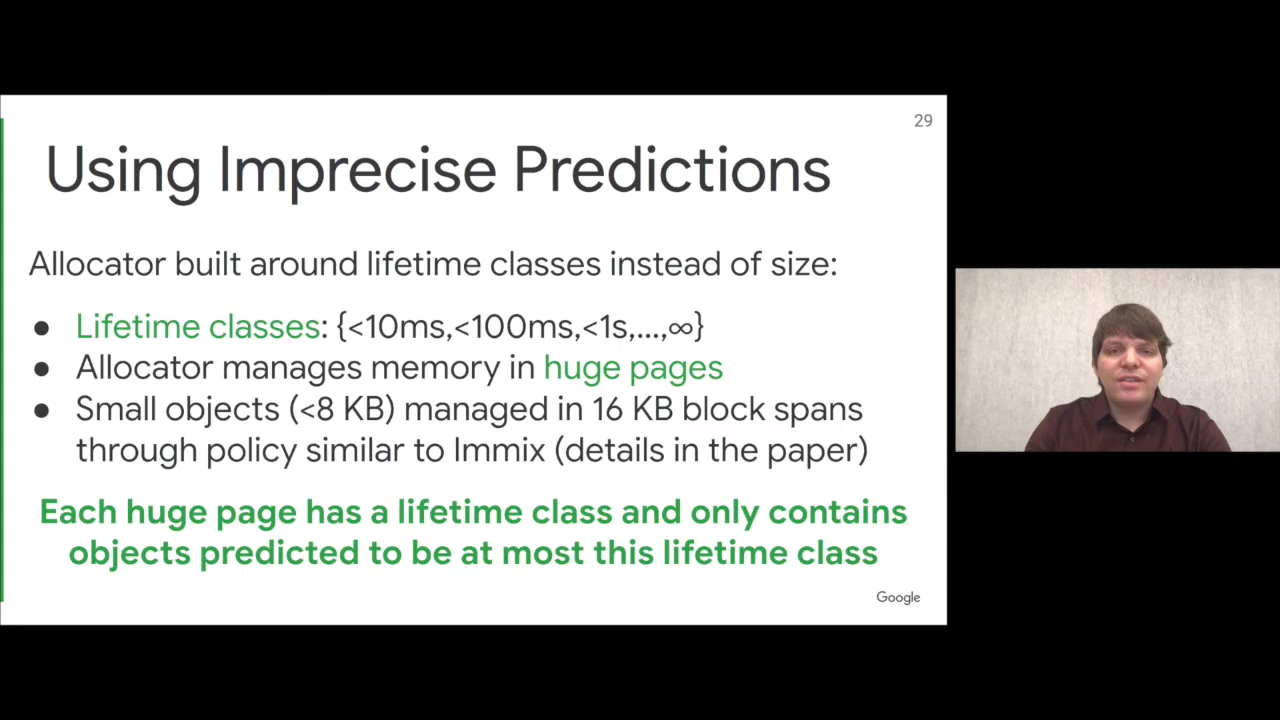 29
Using Imprecise Predictions
Allocator built around lifetime classes instead of size:
● Lifetime classes: {<10ms,<100ms,<1s,...,∞}
● Allocator manages memory in huge pages
● Small objects (<8 KB) managed in 16 KB block spans
through policy similar to Immix (details in the paper)
Each huge page has a lifetime class and only contains
objects predicted to be at most this lifetime class
Google